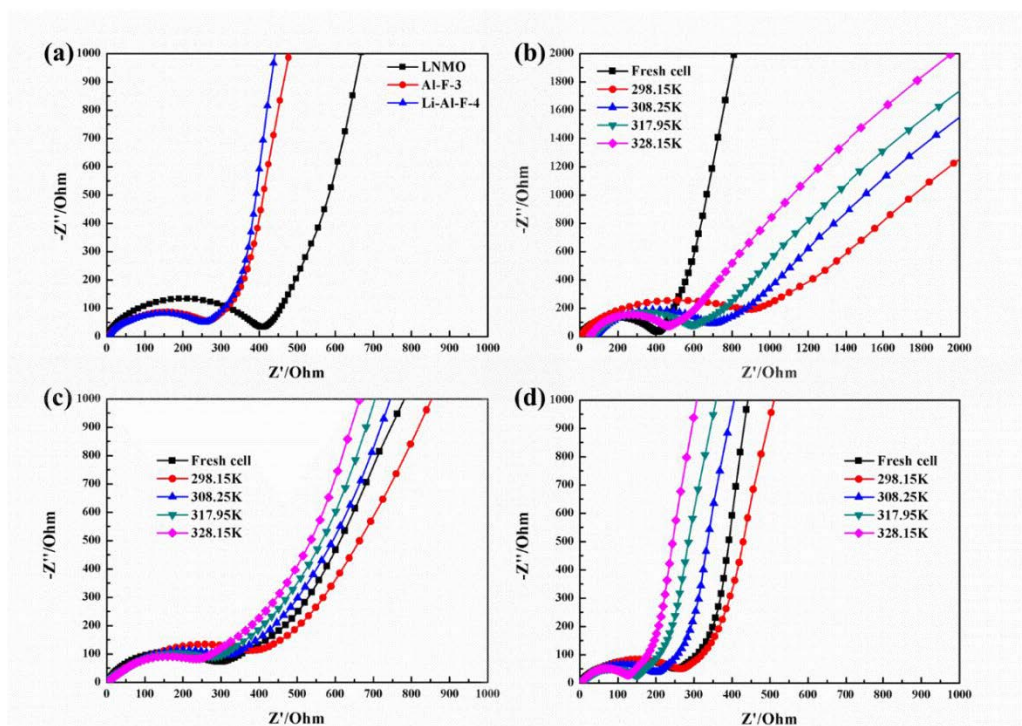 (a)
1000
900
800
700
600
500
400
300
200
100
0
-Z''/Ohm
LNMO
Al-F-3
Li-Al-F-4
0 100 200 300 400 500 600 700 800 900 1000
Z'/Ohm
(b)
2000
1800
1600
1400
1200
1000
800
600
400
200
0
-Z''/Ohm
Fresh cell
298.15K
308.25K
317.95K
328.15K
0 200 400 600 800 1000 1200 1400 1600 1800 2000
Z'/Ohm
(c)
1000
900
800
700
600
500
400
300
200
100
0
-Z''/Ohm
Fresh cell
298.15K
308.25K
317.95K
328.15K
0 100 200 300 400 500 600 700 800 900 1000
Z'/Ohm
(d)
1000
900
800
700
600
500
400
300
200
100
0
-Z''/Ohm
Fresh cell
298.15K
308.25K
317.95K
328.15K
0 100 200 300 400 500 600 700 800 900 1000
Z'/Ohm